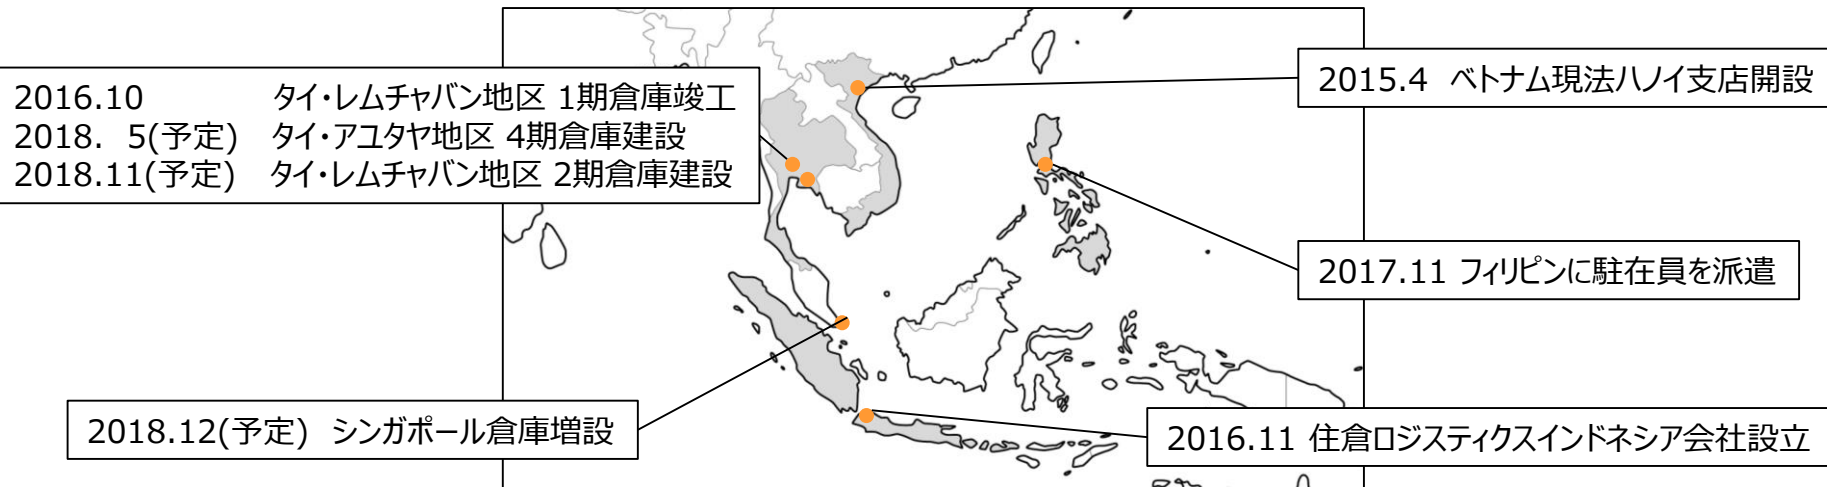 2016.10 タイ・レムチャバン地区 1期倉庫竣工
2018. 5(予定) タイ・アユタヤ地区 4期倉庫建設
2018.11(予定) タイ・レムチャバン地区 2期倉庫建設
2015.4 ベトナム現法ハノイ支店開設
2017.11 フィリピンに駐在員を派遣
2018.12(予定) シンガポール倉庫増設
2016.11 住倉ロジスティクスインドネシア会社設立